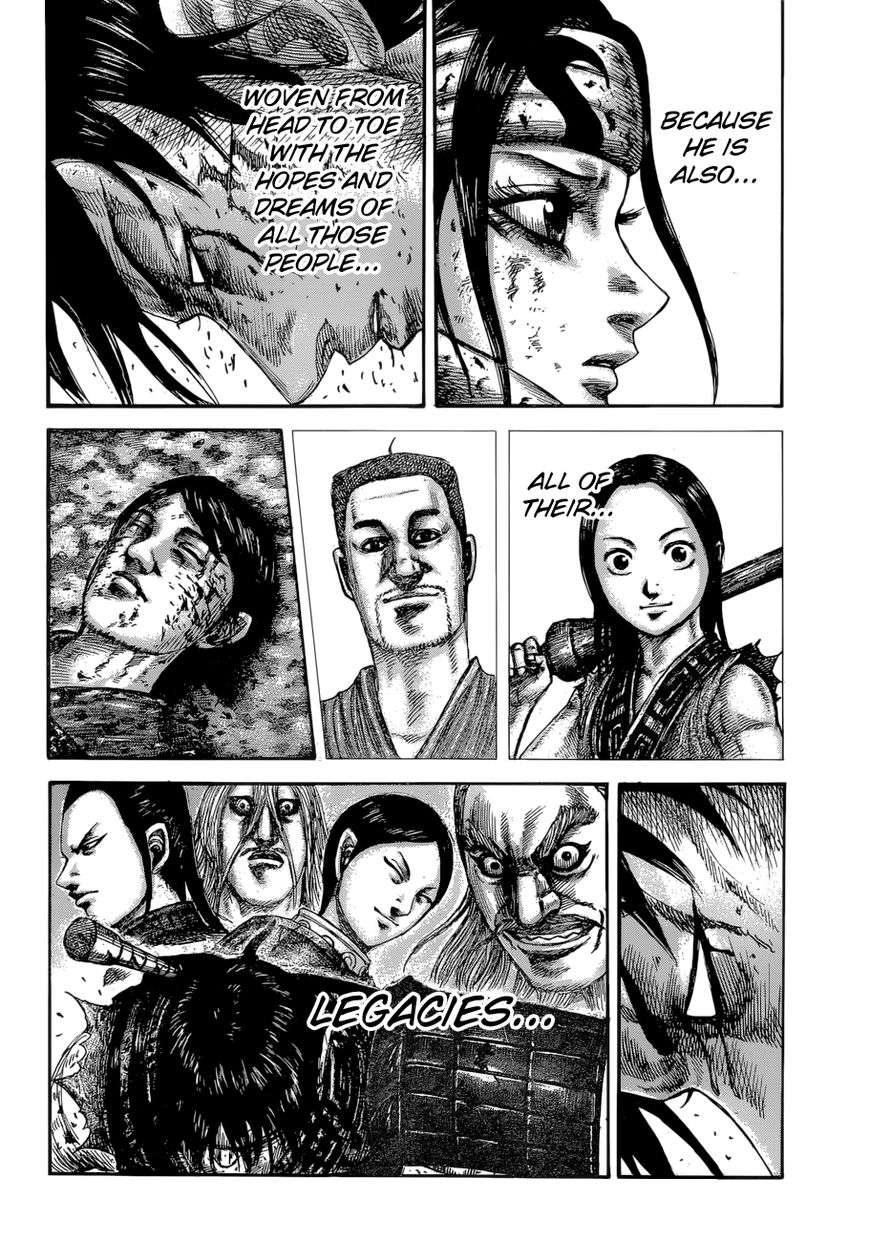 BECAUSE
HE IS
ALSO...
WOVEN FROM
HEAD TO TOE
WITH THE
HOPES AND
DREAMS OF
ALL THOSE
PEOPLE...
ALL OF
THEIR...
LEGACIES...